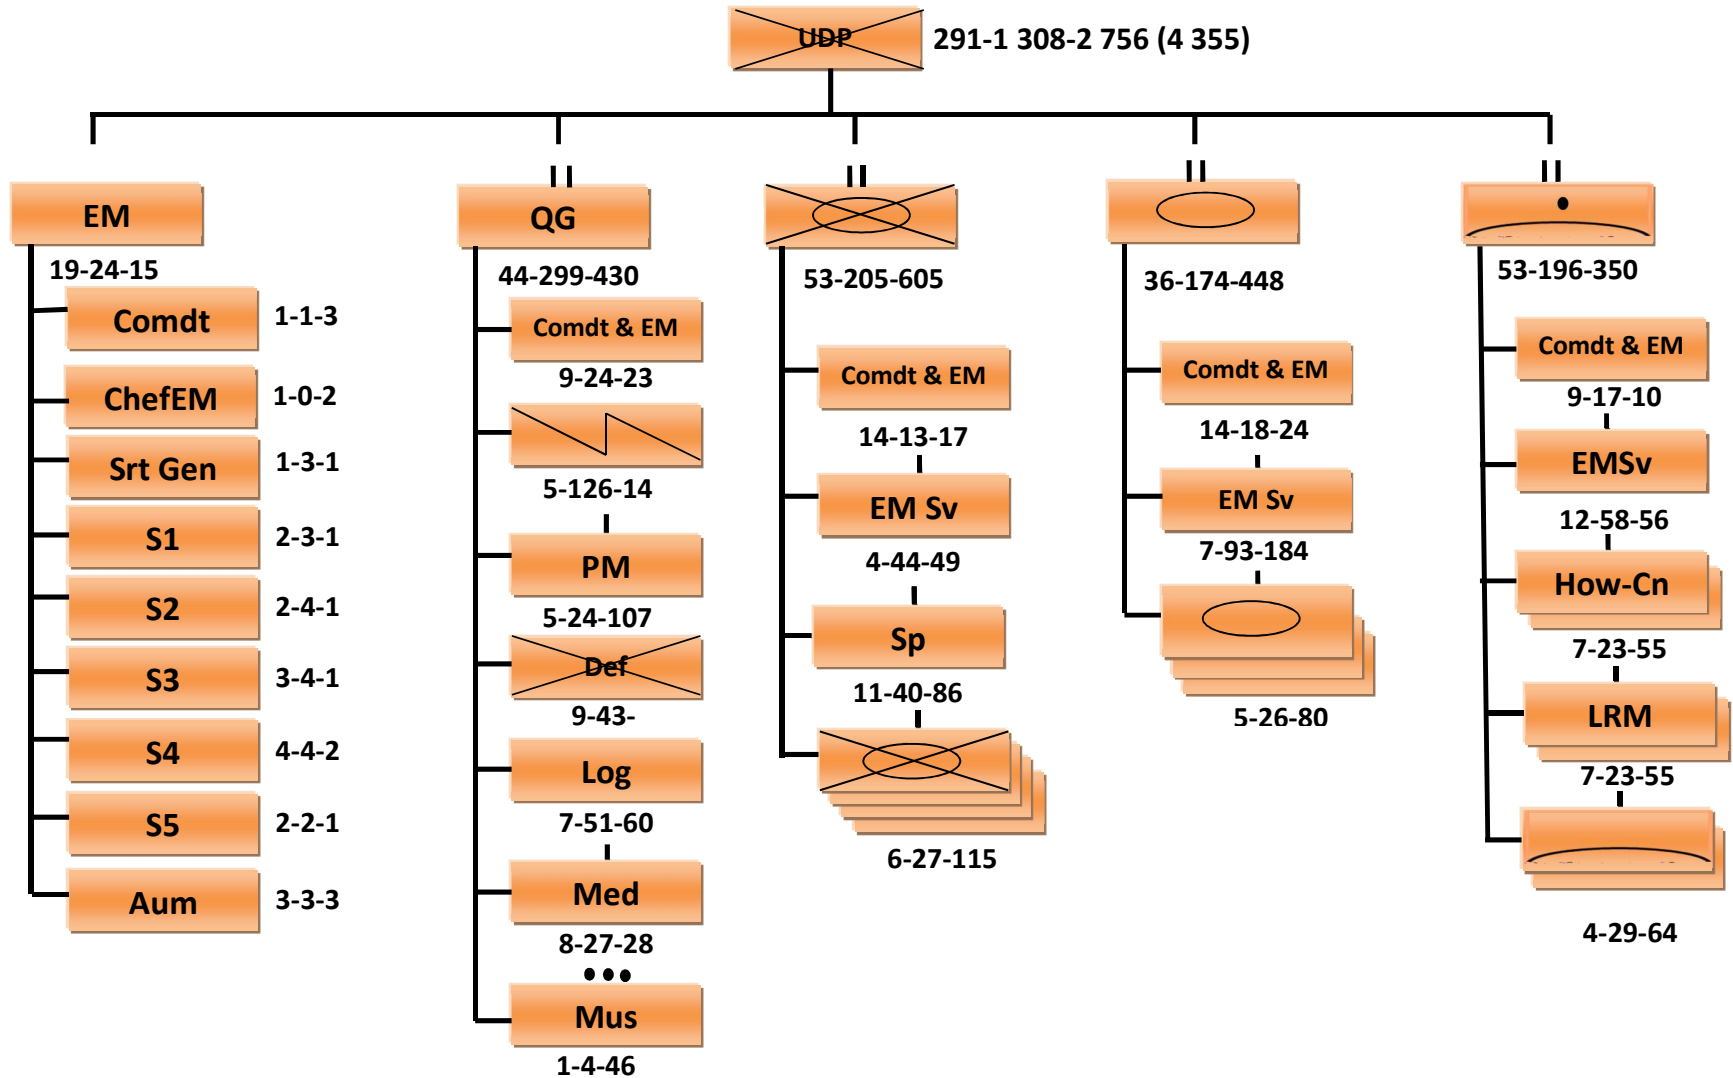 UDP
291-1 308-2 756 (4 355)
EM
19-24-15
Comdt
1-1-3
ChefEM
1-0-2
Srt Gen
1-3-1
S1
2-3-1
S2
2-4-1
S3
3-4-1
S4
4-4-2
S5
2-2-1
Aum
3-3-3
QG
44-299-430
Comdt & EM
9-24-23
5-126-14
PM
5-24-107
Def
9-43-
Log
7-51-60
Med
8-27-28
Mus
1-4-46
53-205-605
Comdt & EM
14-13-17
EM Sv
4-44-49
Sp
11-40-86
6-27-115
36-174-448
Comdt & EM
14-18-24
EM Sv
7-93-184
5-26-80
53-196-350
Comdt & EM
9-17-10
EMSv
12-58-56
How-Cn
7-23-55
LRM
7-23-55
4-29-64